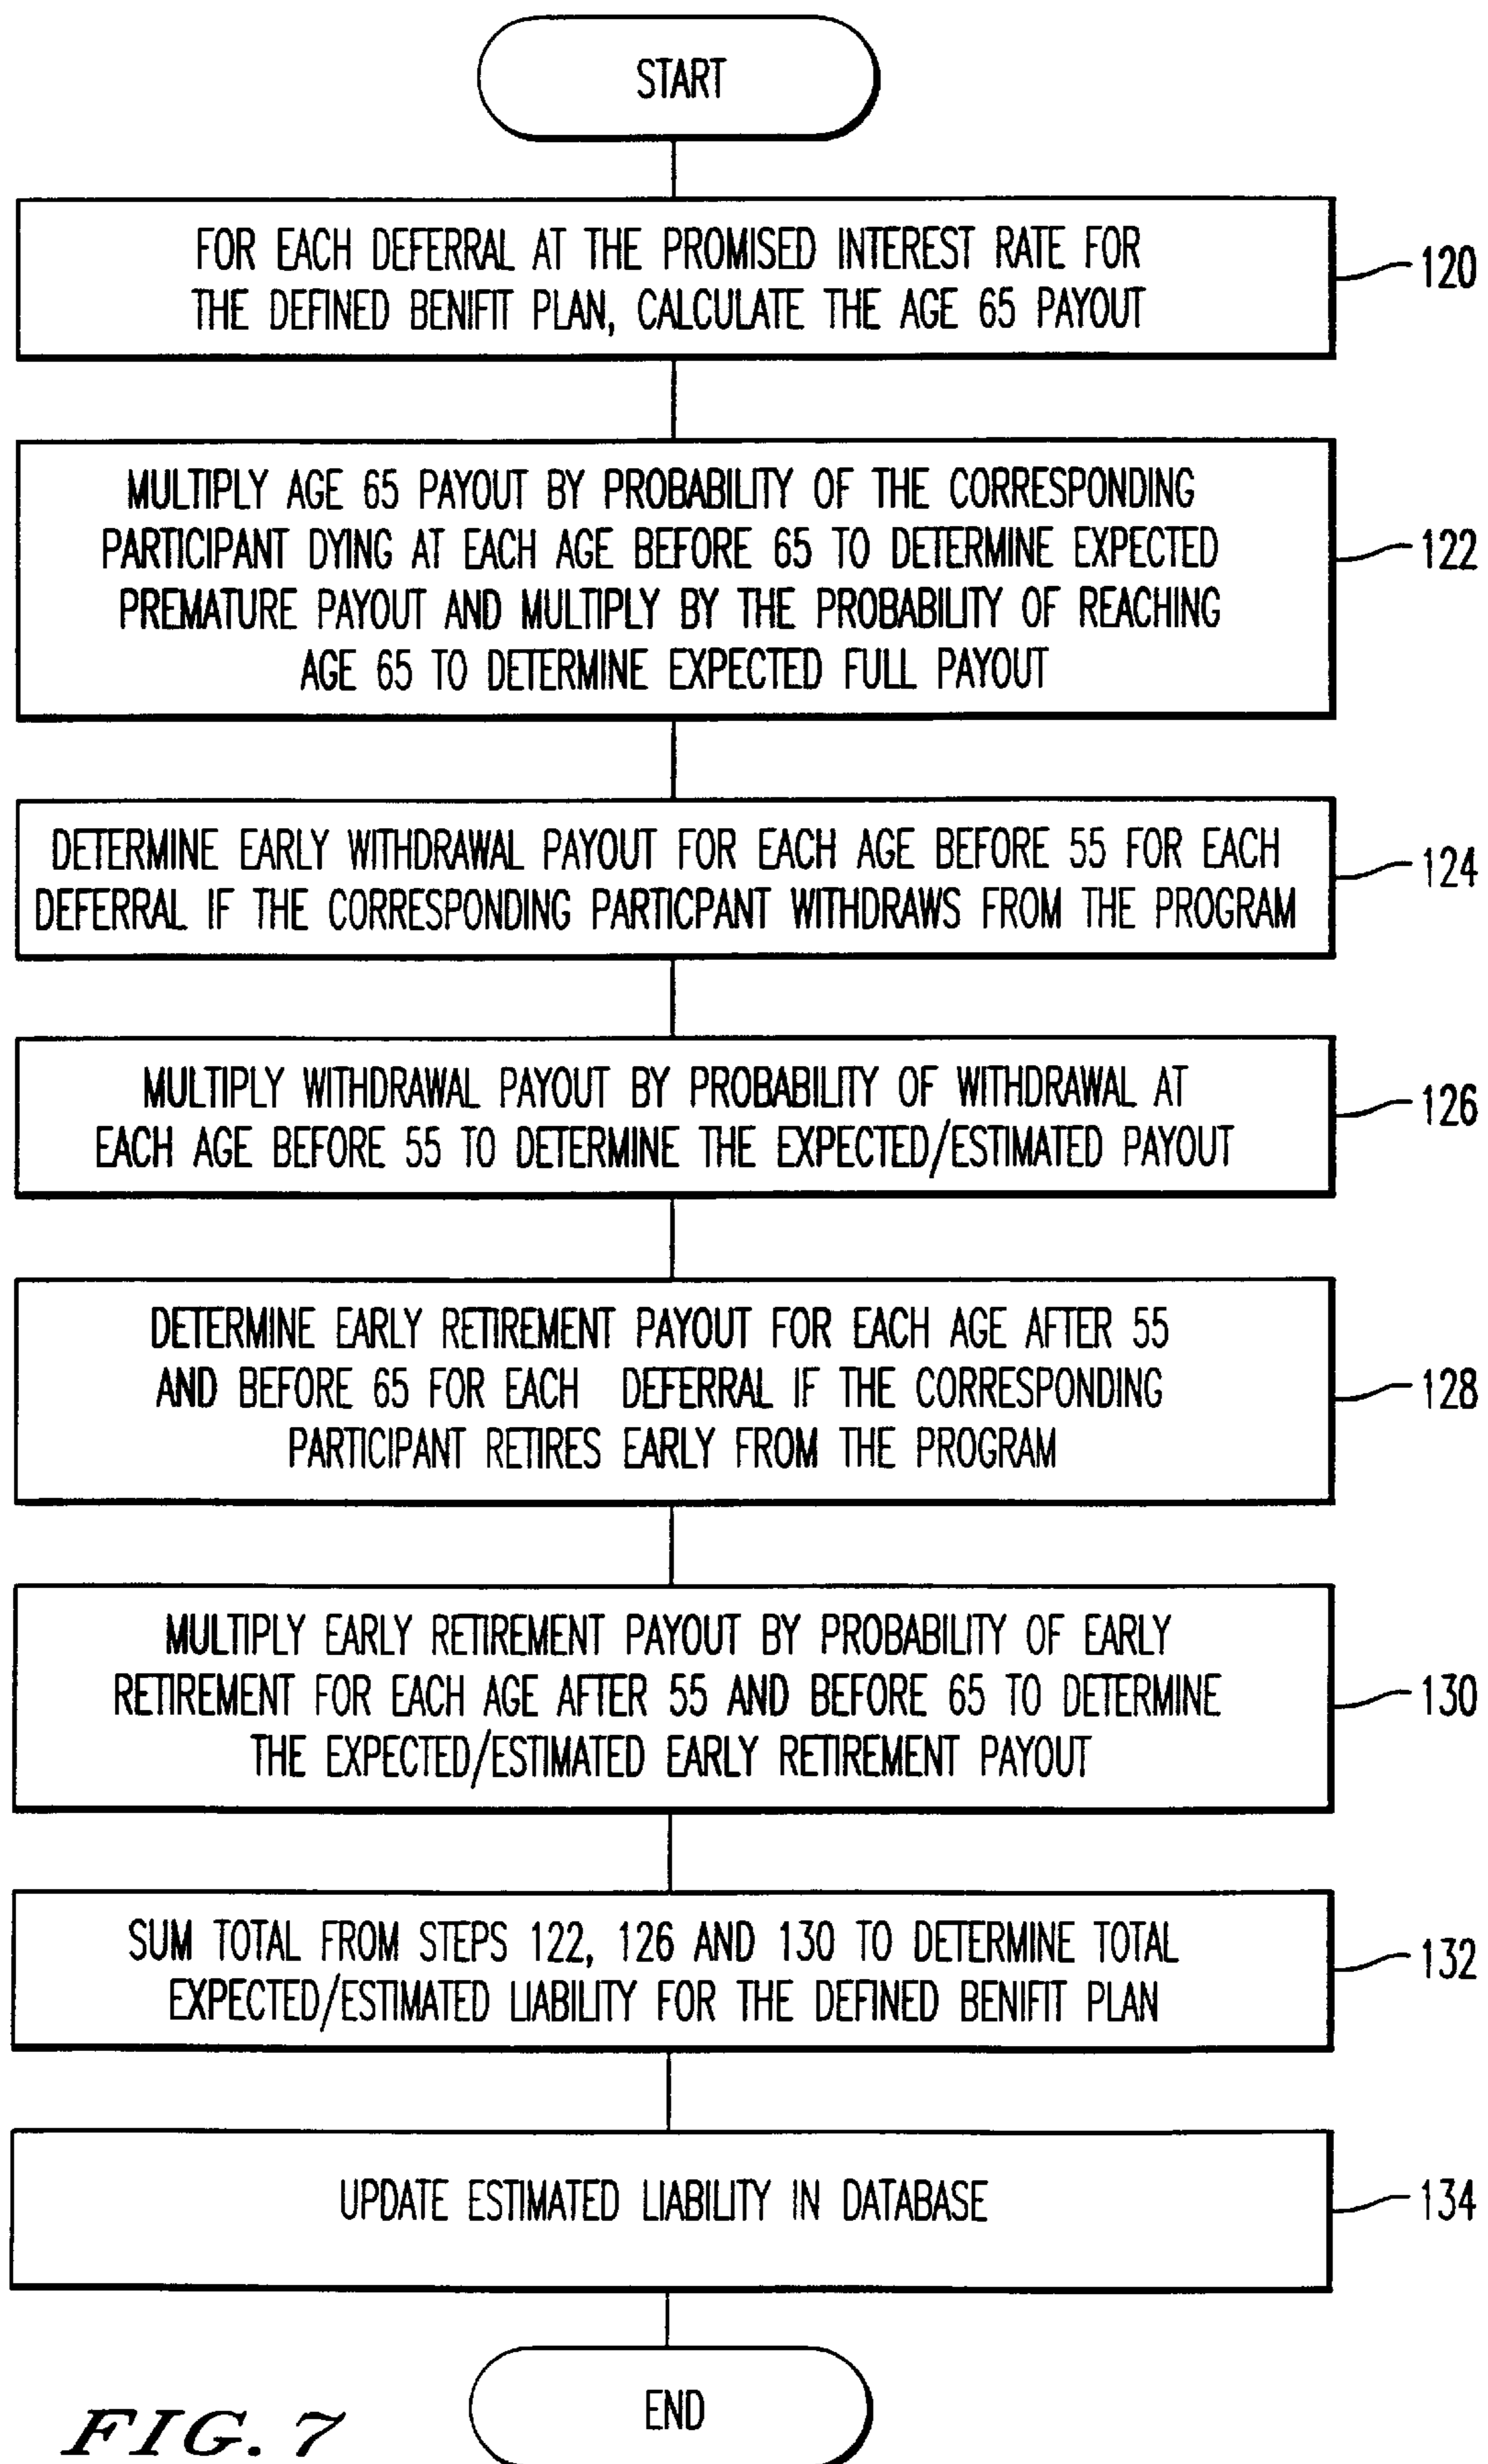 START
FOR EACH DEFERRAL AT THE PROMISED INTEREST RATE FOR
THE DEFINED BENIFIT PLAN, CALCULATE THE AGE 65 PAYOUT
120
MULTIPLY AGE 65 PAYOUT BY PROBABILITY OF THE CORRESPONDING
PARTICIPANT DYING AT EACH AGE BEFORE 65 TO DETERMINE EXPECTED
PREMATURE PAYOUT AND MULTIPLY BY THE PROBABILITY OF REACHING
AGE 65 TO DETERMINE EXPECTED FULL PAYOUT
122
DETERMINE EARLY WITHDRAWAL PAYOUT FOR EACH AGE BEFORE 55 FOR EACH
DEFERRAL IF THE CORRESPONDING PARTICPANT WITHDRAWS FROM THE PROGRAM
124
MULTIPLY WITHDRAWAL PAYOUT BY PROBABILITY OF WITHDRAWAL AT
EACH AGE BEFORE 55 TO DETERMINE THE EXPECTED/ESTIMATED PAYOUT
126
DETERMINE EARLY RETIREMENT PAYOUT FOR EACH AGE AFTER 55
AND BEFORE 65 FOR EACH DEFERRAL IF THE CORRESPONDING
PARTICIPANT RETIRES EARLY FROM THE PROGRAM
128
MULTIPLY EARLY RETIREMENT PAYOUT BY PROBABILITY OF EARLY
RETIREMENT FOR EACH AGE AFTER 55 AND BEFORE 65 TO DETERMINE
THE EXPECTED/ESTIMATED EARLY RETIREMENT PAYOUT
130
SUM TOTAL FROM STEPS 122, 126 AND 130 TO DETERMINE TOTAL
EXPECTED/ESTIMATED LIABILITY FOR THE DEFINED BENIFIT PLAN
132
UPDATE ESTIMATED LIABILITY IN DATABASE
134
END
FIG. 7